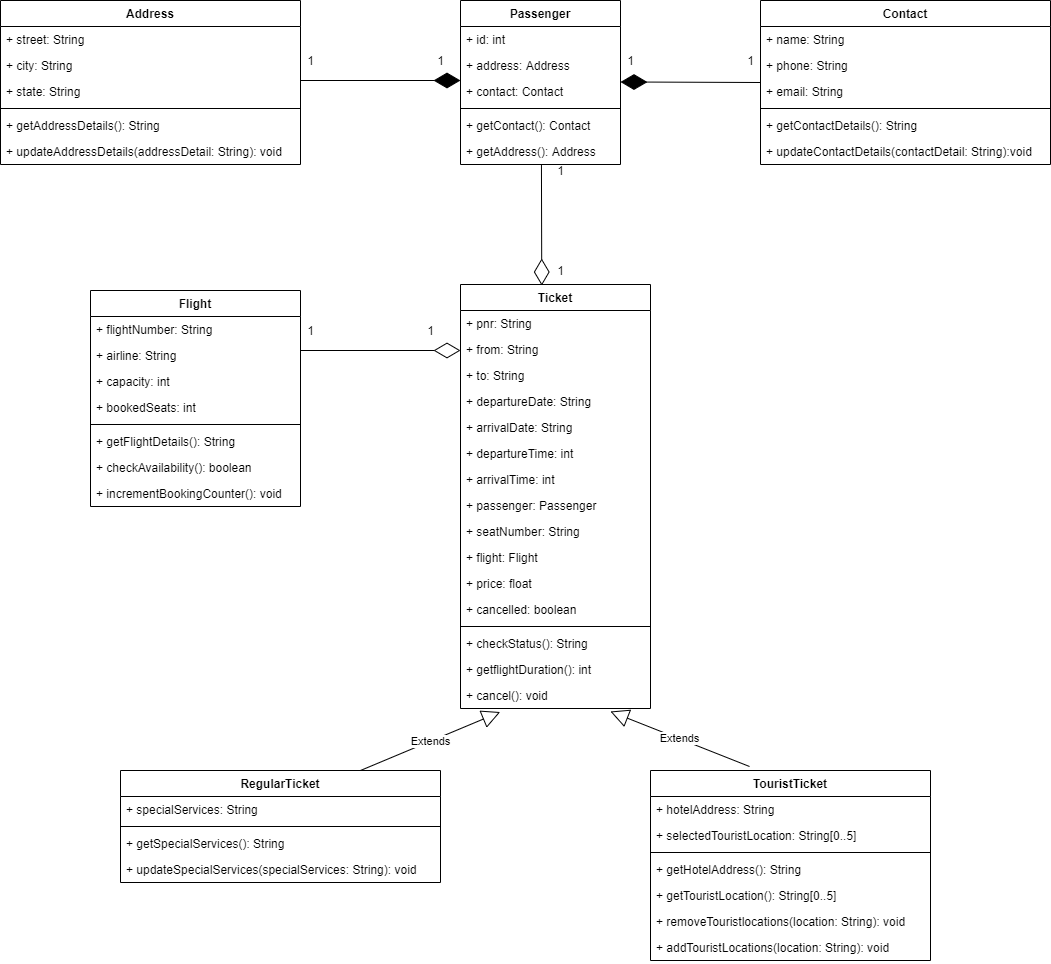 Address
+ street: String
+ city: String
+ state: String
+ getAddressDetails(): String
+ updateAddressDetails(addressDetail: String): void
1
1
Passenger
+ id: int
+ address: Address
+ contact: Contact
+ getContact(): Contact
+ getAddress(): Address
1
1
Contact
+ name: String
+ phone: String
+ email: String
+ getContactDetails(): String
+ updateContactDetails(contactDetail: String):void
1
1
Flight
+ flightNumber: String
+ airline: String
+ capacity: int
+ bookedSeats: int
+ getFlightDetails(): String
+ checkAvailability(): boolean
+ incrementBookingCounter(): void
1
1
Ticket
+ pnr: String
+ from: String
+ to: String
+ departureDate: String
+ arrivalDate: String
+ departureTime: int
+ arrivalTime: int
+ passenger: Passenger
+ seatNumber: String
+ flight: Flight
+ price: float
+ cancelled: boolean
+ checkStatus(): String
+ getflightDuration(): int
+ cancel(): void
Extends
Extends
RegularTicket
+ specialServices: String
+ getSpecialServices(): String
+ updateSpecialServices(specialServices: String): void
TouristTicket
+ hotelAddress: String
+ selectedTouristLocation: String[0..5]
+ getHotelAddress(): String
+ getTouristLocation(): String[0..5]
+ removeTouristlocations(location: String): void
+ addTouristLocations(location: String): void